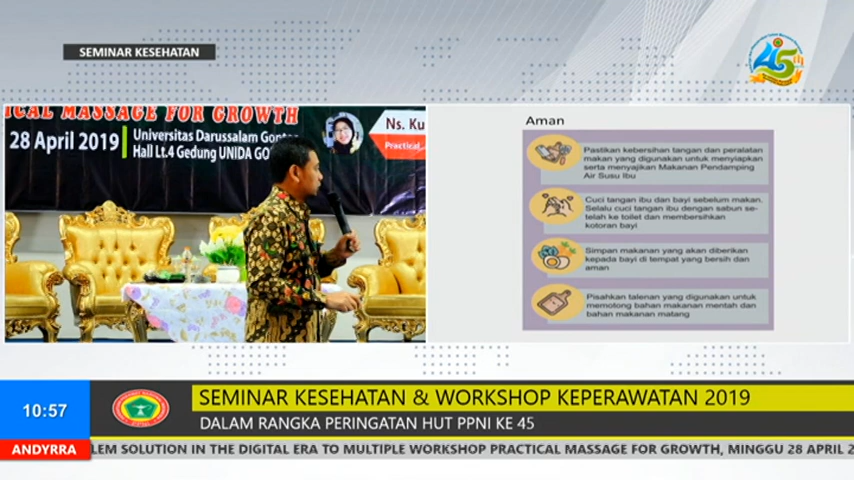 SEMINAR KESEHATAN
45
ICAL MASSAGE FOR GROWTH
28 April 2019
Universitas Darussalam Gontor
Hall Lt.4 Gedung UNIDA GO
Ns. Ku
Practical,
Aman
Pastikan kebersihan tangan dan peralatan
makan yang digunakan untuk menyiapkan
serta menyajikan Makanan Pendamping
Air Susu Ibu
Cuci tangan ibu dan bayi sebelum makan.
Selalu cuci tangan ibu dengan sabun se-
telah ke toilet dan membersihkan
kotoran bayi
Simpan makanan yang akan diberikan
kepada bayi di tempat yang bersih dan
aman
Pisahkan talenan yang digunakan untuk
memotong bahan makanan mentah dan
bahan makanan matang
10:57
SEMINAR KESEHATAN & WORKSHOP KEPERAWATAN 2019
DALAM RANGKA PERINGATAN HUT PPNI KE 45
ANDYRRA
LEM SOLUTION IN THE DIGITAL ERA TO MULTIPLE WORKSHOP PRACTICAL MASSAGE FOR GROWTH, MINGGU 28 APRIL 2